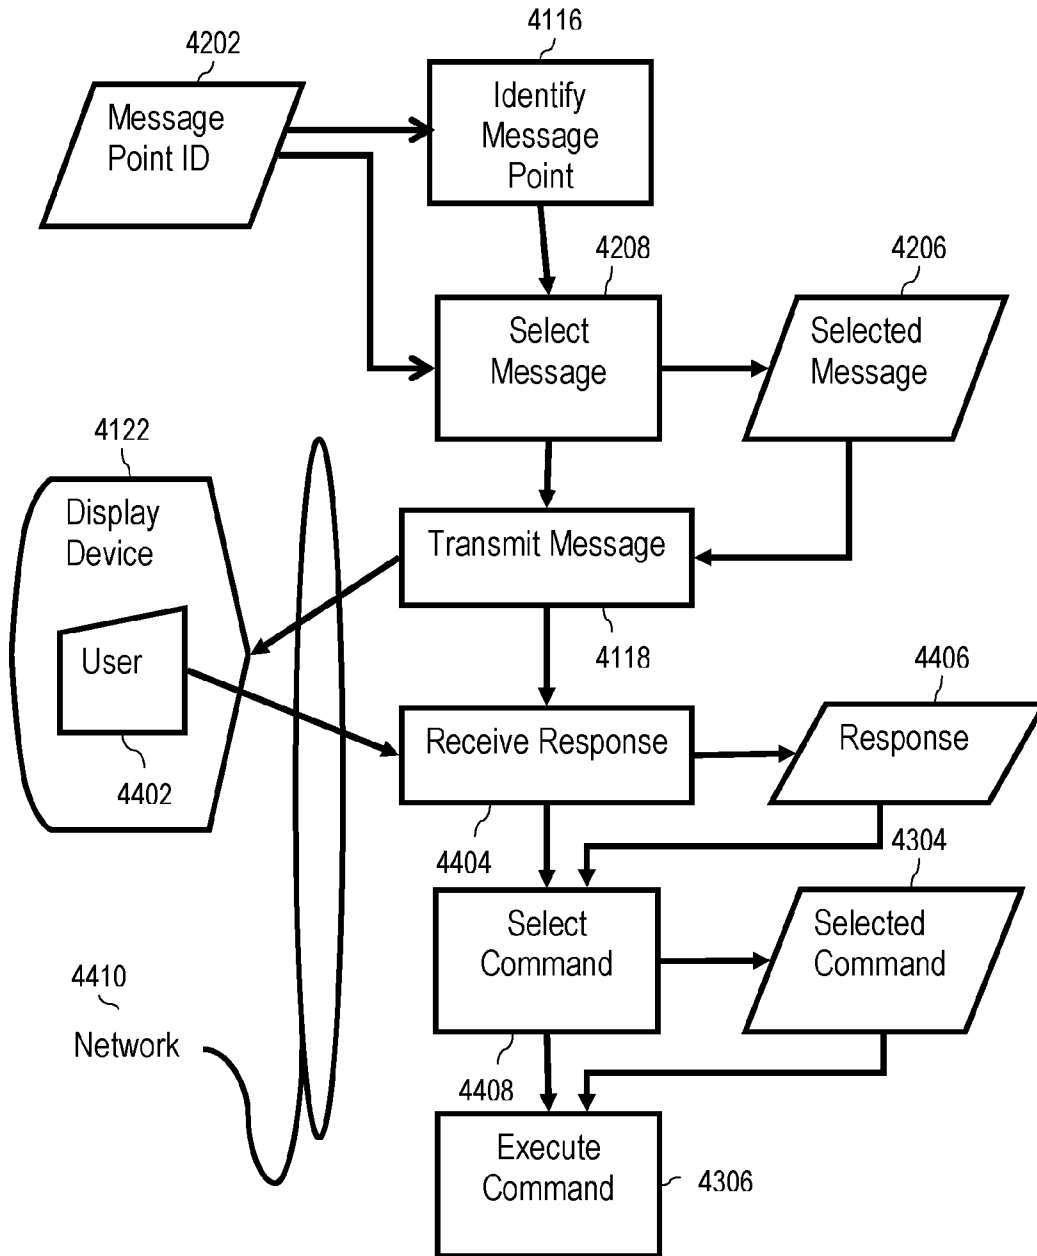 4116
4202
Message
Point ID
Identify
Message
Point
4208
4206
Select
Message
Selected
Message
4122
Display
Device
Transmit Message
4118
User
4402
4406
Receive Response
Response
4404
4304
Select
Command
Selected
Command
4410
Network
4408
Execute
Command
4306